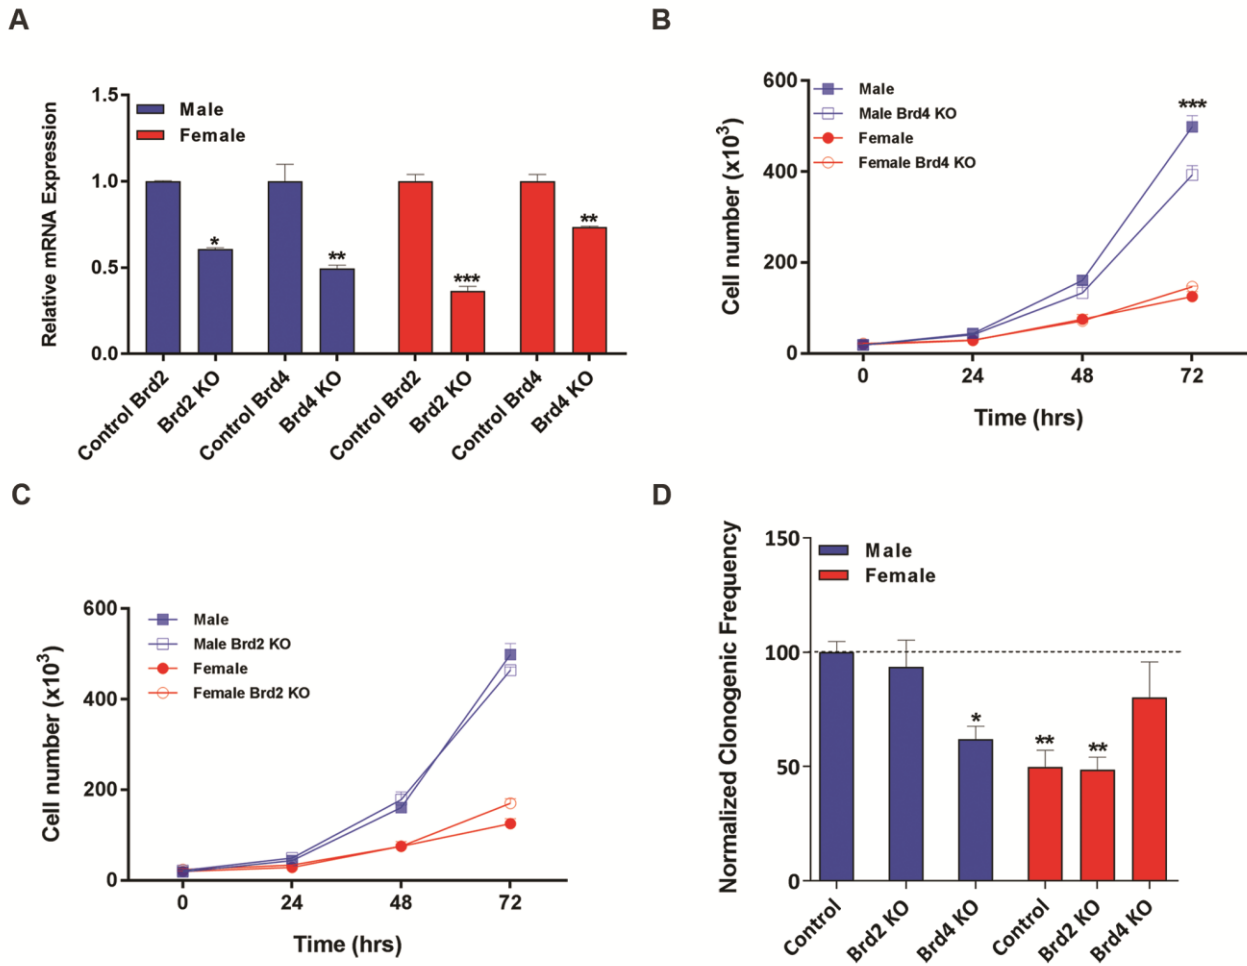 A
Relative mRNA Expression
1.5
1.0
0.5
0.0
Male
Female
*
**
***
**
Control Brd2
Brd2 KO
Control Brd4
Brd4 KO
Control Brd2
Brd2 KO
Control Brd4
Brd4 KO
B
Cell number (x10³)
600
400
200
0
Male
Male Brd4 KO
Female
Female Brd4 KO
***
0 24 48 72
Time (hrs)
C
Cell number (x10³)
600
400
200
0
Male
Male Brd2 KO
Female
Female Brd2 KO
0 24 48 72
Time (hrs)
D
Normalized Clonogenic Frequency
150
100
50
0
Male
Female
*
**
**
Control
Brd2 KO
Brd4 KO
Control
Brd2 KO
Brd4 KO